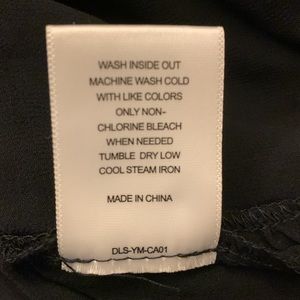 WASH INSIDE OUT
MACHINE WASH COLD
WITH LIKE COLORS
ONLY NON-
CHLORINE BLEACH
WHEN NEEDED
TUMBLE DRY LOW
COOL STEAM IRON
MADE IN CHINA
DLS-YM-CA01